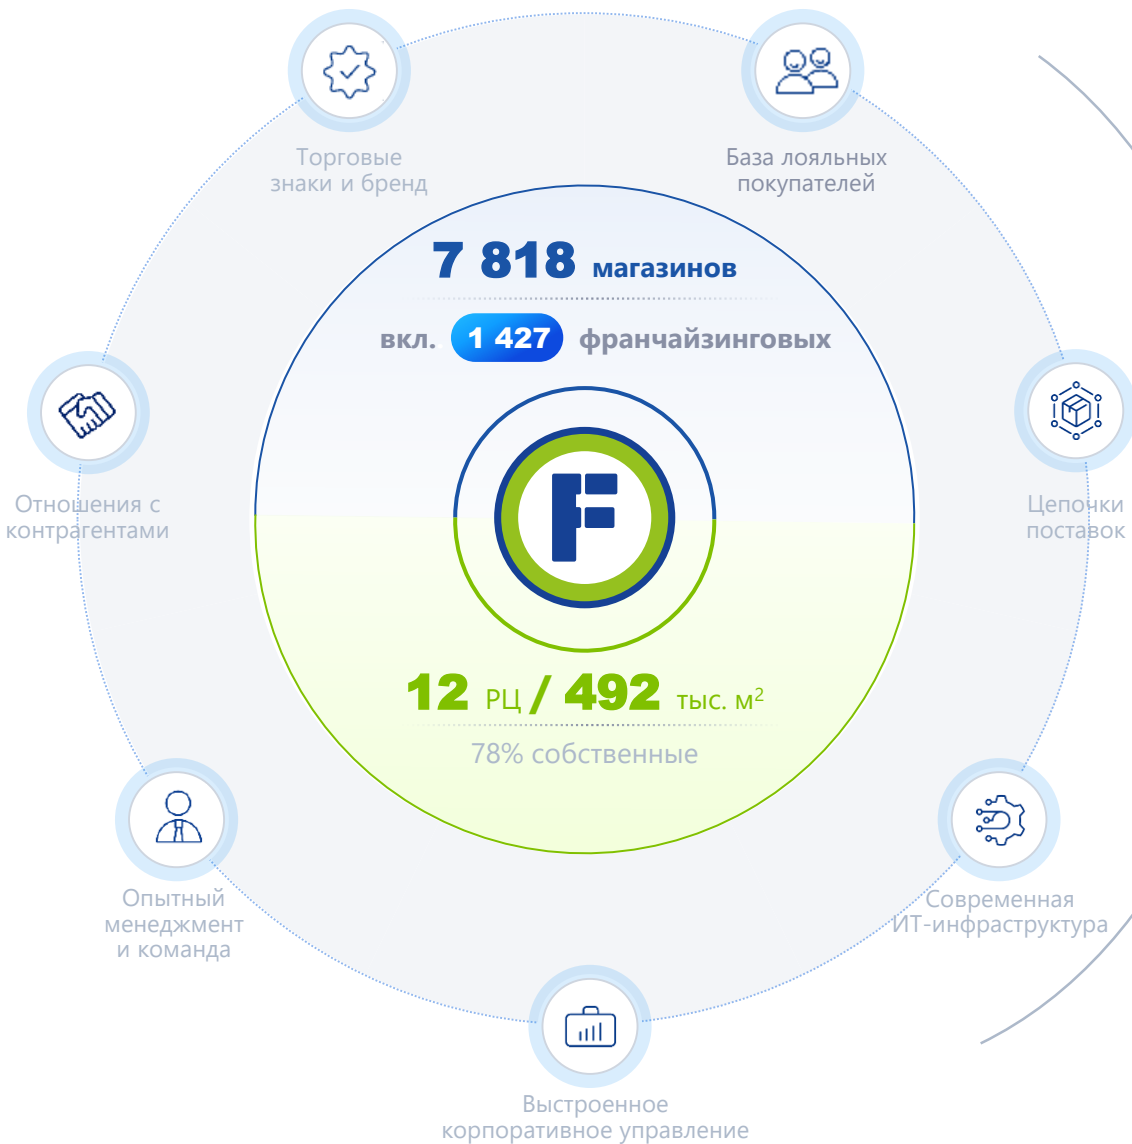 Торговые
знаки и бренд
База лояльных
покупателей
7 818 магазинов
вкл. 1 427 франчайзинговых
Отношения с
контрагентами
Цепочки
поставок
F
12 РЦ / 492 тыс. м²
78% собственные
Опытный
менеджмент
и команда
Современная
ИТ-инфраструктура
Выстроенное
корпоративное управление